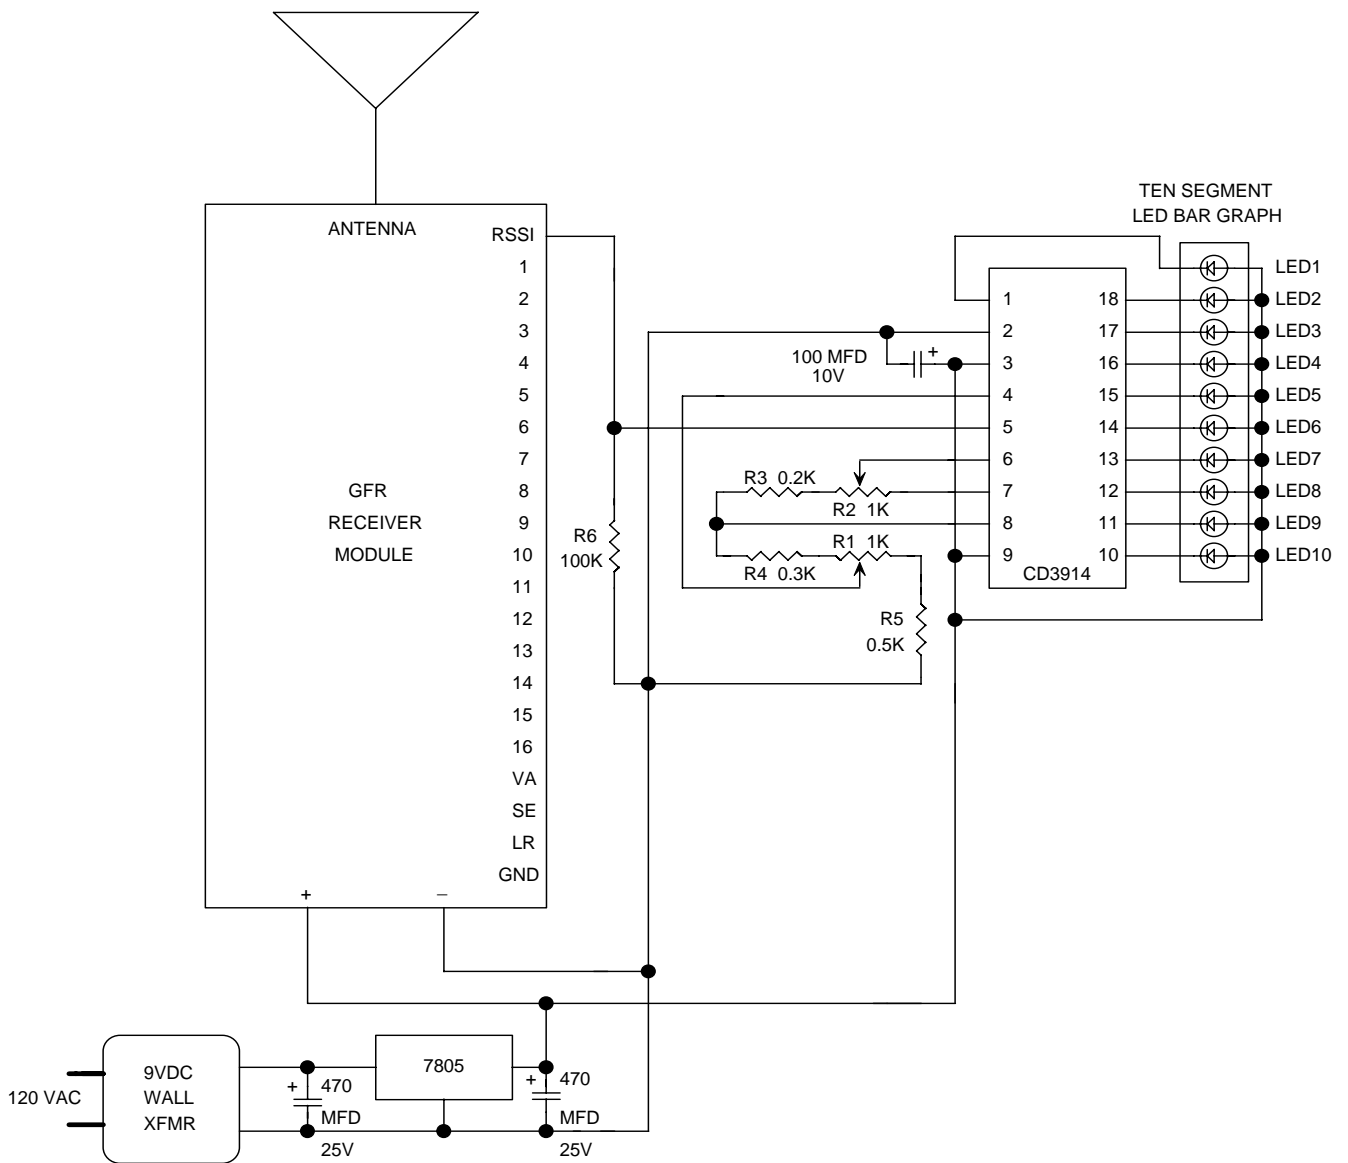 TEN SEGMENT
LED BAR GRAPH
ANTENNA
RSSI
1
2
3
4
5
6
7
8
9
10
11
12
13
14
15
16
VA
SE
LR
GND
GFR
RECEIVER
MODULE
+
–
R6
100K
100 MFD
10V
+
R3 0.2K
R2 1K
R1 1K
R4 0.3K
R5
0.5K
1 18
2 17
3 16
4 15
5 14
6 13
7 12
8 11
9 10
CD3914
LED1
LED2
LED3
LED4
LED5
LED6
LED7
LED8
LED9
LED10
120 VAC
9VDC
WALL
XFMR
+ 470
MFD
25V
7805
+ 470
MFD
25V